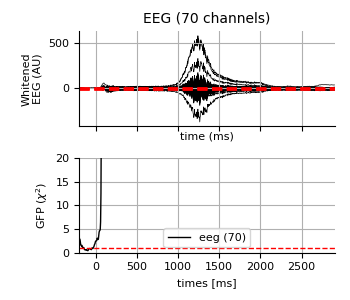 EEG (70 channels)
Whitened
EEG (AU)
500
0
time (ms)
GFP (χ²)
20
15
10
5
0
eeg (70)
0 500 1000 1500 2000 2500
times [ms]